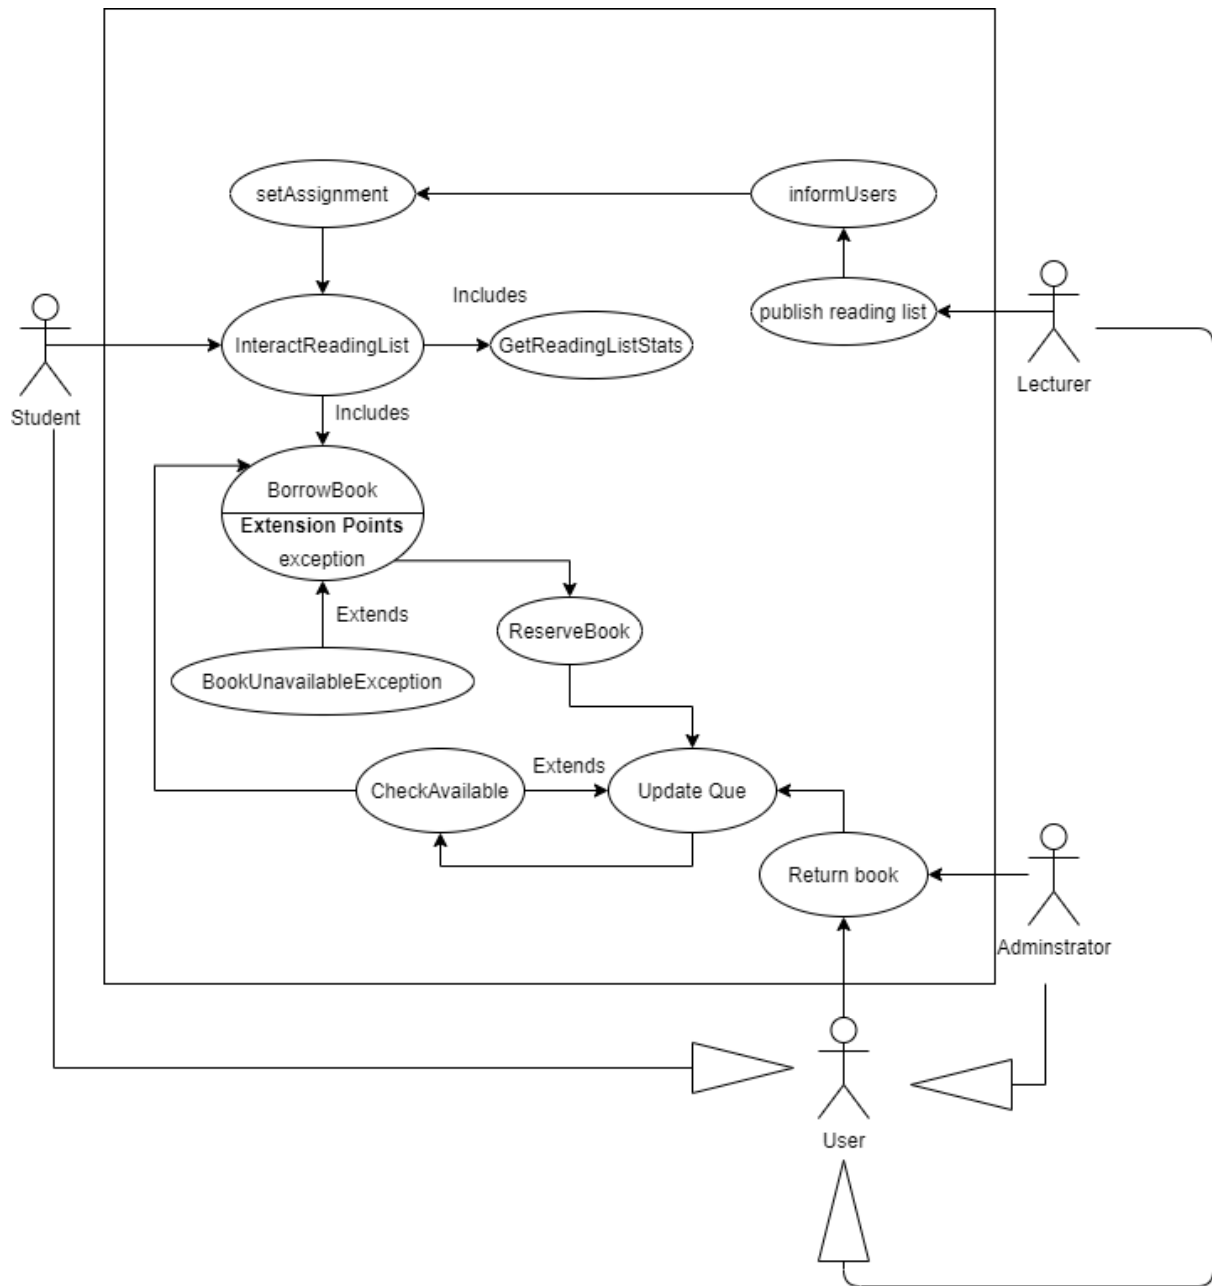 setAssignment
informUsers
Includes
publish reading list
InteractReadingList
GetReadingListStats
Lecturer
Student
Includes
BorrowBook
Extension Points
exception
Extends
ReserveBook
BookUnavailableException
Extends
CheckAvailable
Update Que
Return book
Adminstrator
User